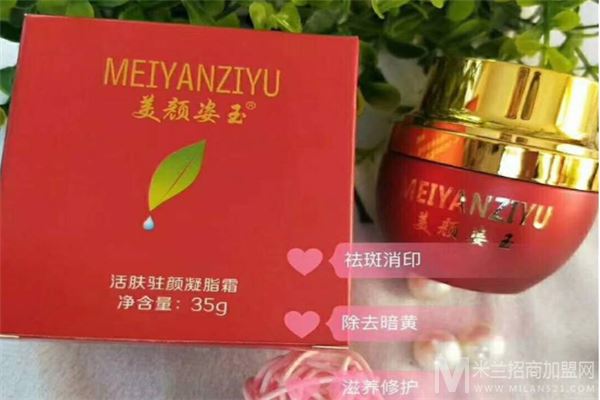 MEIYANZIYU
美颜姿玉®
活肤驻颜凝脂霜
净含量：35g
MEIYANZIYU
美颜姿玉
祛斑消印
除去暗黄
滋养修护
米兰招商加盟网
WWW.MILAN521.COM